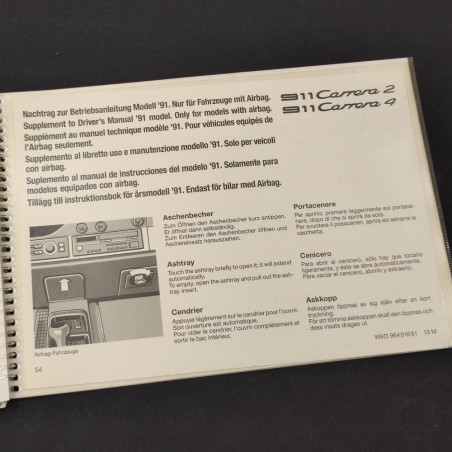 Nachtrag zur Betriebsanleitung Modell '91. Nur für Fahrzeuge mit Airbag.
Supplement to Driver's Manual '91 model. Only for models with airbag.
Supplément au manuel technique modèle '91. Pour véhicules équipés de
l'Airbag seulement.
Supplemento al libretto uso e manutenzione modello '91. Solo per veicoli
con airbag.
Suplemento al manual de instrucciones del modelo '91. Solamente para
modelos equipados con airbag.
Tillägg till instruktionsbok för årsmodell '91. Endast för bilar med Airbag.
911 Carrera 2
911 Carrera 4
Aschenbecher
Zum Öffnen den Aschenbecher kurz antippen.
Er öffnet dann selbständig.
Zum Entleeren den Aschenbecher öffnen und
Ascheneinsatz herausziehen.
Ashtray
Touch the ashtray briefly to open it; it will extend
automatically.
To empty, open the ashtray and pull out the ash-
tray insert.
Cendrier
Appuyer légèrement sur le cendrier pour l'ouvrir.
Son ouverture est automatique.
Pour vider le cendrier, l'ouvrir complètement et
sortir le bac intérieur.
Portacenere
Per aprirlo: premere leggermente sul portace-
nere, dopo di che si aprirà da solo.
Per svuotare il posacenere, aprirlo ed estrarre la
vaschetta.
Cenicero
Para abrir el cenicero, sólo hay que tocarlo
ligeramente, y éste se abre automáticamente.
Para vaciar el cenicero, abrirlo y extraerlo.
Askkopp
Askkoppen öppnas av sig själv efter en kort
tryckning.
För att tömma askkoppen skall den öppnas och
dess insats dragas ut.
Airbag-Fahrzeuge
54
WKD 964 916 91 13 M